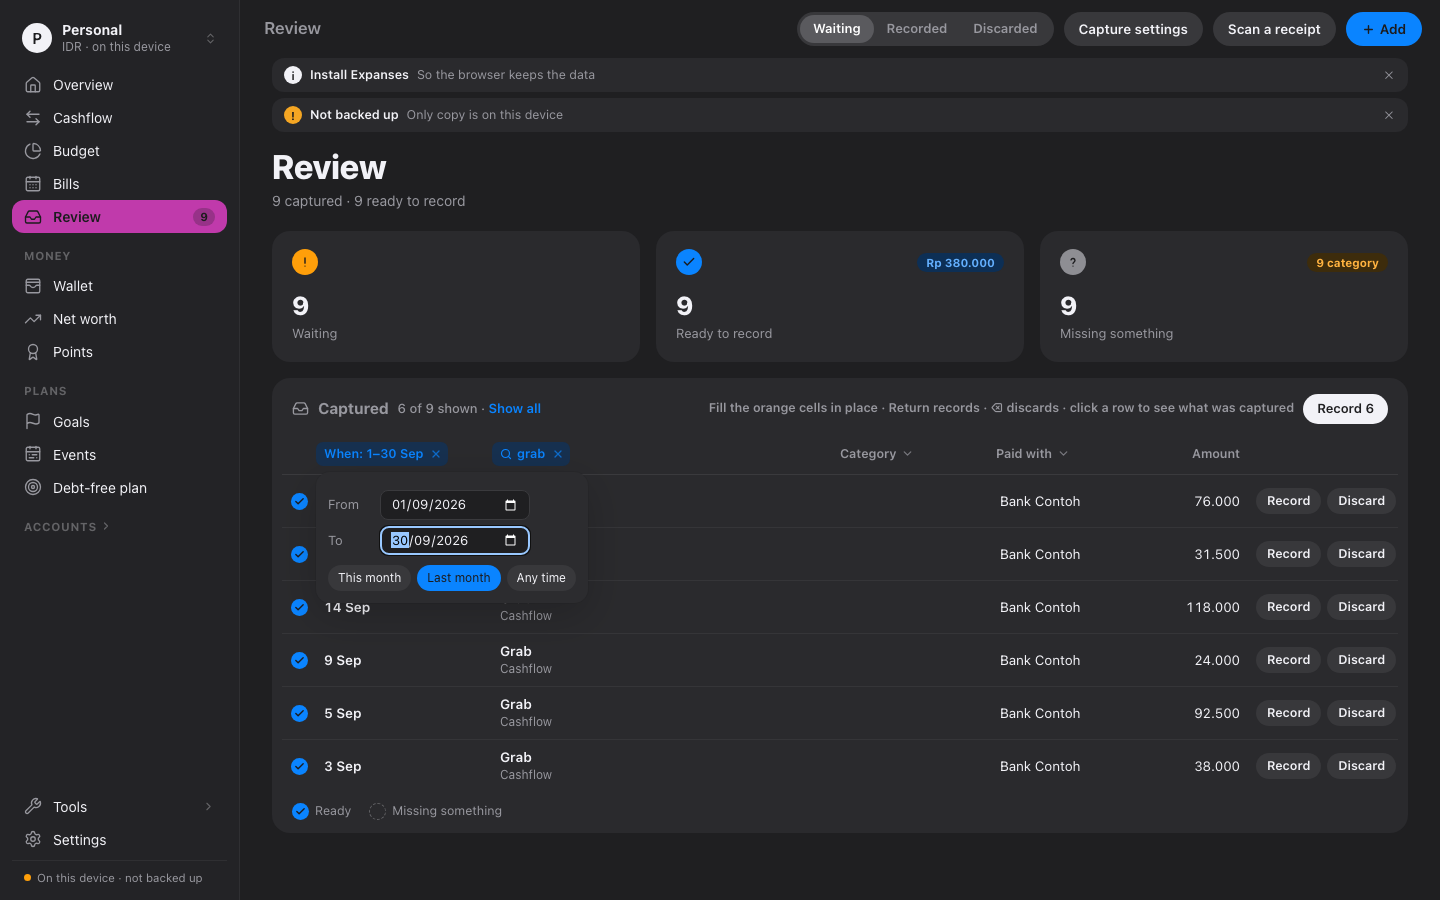 P
Personal
IDR · on this device
Overview
Cashflow
Budget
Bills
Review 9
MONEY
Wallet
Net worth
Points
PLANS
Goals
Events
Debt-free plan
ACCOUNTS
Tools
Settings
On this device · not backed up
Review
Waiting Recorded Discarded
Capture settings
Scan a receipt
+ Add
Install Expanses So the browser keeps the data
Not backed up Only copy is on this device
Review
9 captured · 9 ready to record
!
9
Waiting
Rp 380.000
9
Ready to record
?
9 category
9
Missing something
Captured 6 of 9 shown · Show all
Fill the orange cells in place · Return records · ⌫ discards · click a row to see what was captured
Record 6
When: 1–30 Sep × grab × Category Paid with Amount
From 01/09/2026
To 30/09/2026
This month Last month Any time
Bank Contoh 76.000 Record Discard
Bank Contoh 31.500 Record Discard
14 Sep Bank Contoh 118.000 Record Discard
Cashflow
9 Sep Grab Bank Contoh 24.000 Record Discard
Cashflow
5 Sep Grab Bank Contoh 92.500 Record Discard
Cashflow
3 Sep Grab Bank Contoh 38.000 Record Discard
Cashflow
Ready Missing something